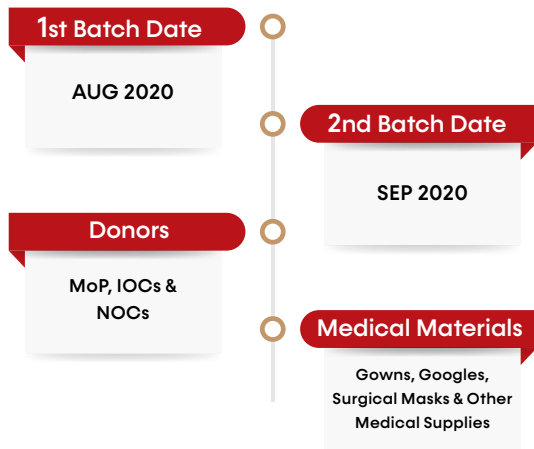 1st Batch Date
AUG 2020
2nd Batch Date
SEP 2020
Donors
MoP, IOCs &
NOCs
Medical Materials
Gowns, Googles,
Surgical Masks & Other
Medical Supplies